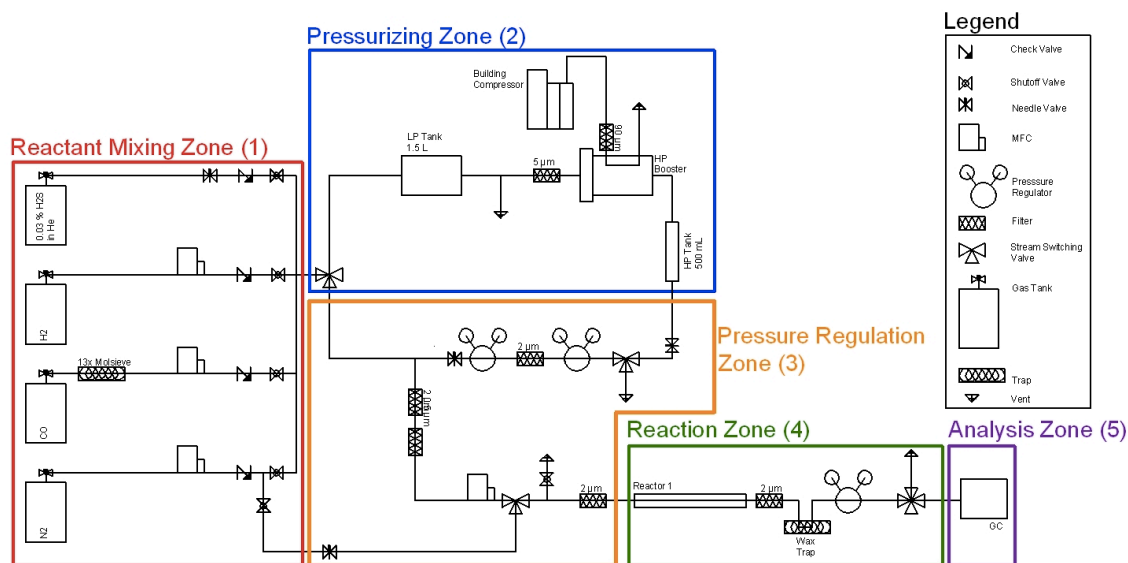 Pressurizing Zone (2)
Building
Compressor
90 µm
LP Tank
1.5 L
5 µm
HP
Booster
HP Tank
500 mL
Reactant Mixing Zone (1)
0.03 % H2S
in He
H2
13x Molsieve
CO
N2
Pressure Regulation
Zone (3)
2 µm
2 µm
Reaction Zone (4)
Reactor 1
2 µm
Wax
Trap
Analysis Zone (5)
GC
Legend
Check Valve
Shutoff Valve
Needle Valve
MFC
Presssure
Regulator
Filter
Stream Switching
Valve
Gas Tank
Trap
Vent